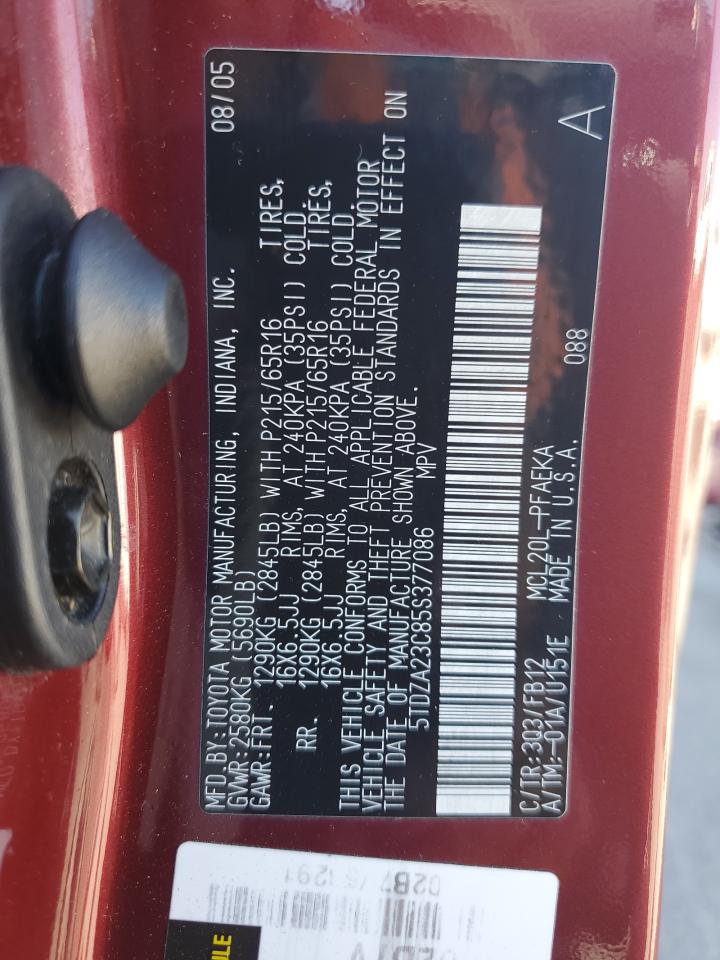 MFD. BY:TOYOTA MOTOR MANUFACTURING, INDIANA, INC. 08/05
GVWR:2580KG (5690LB)
GAWR:FRT. 1290KG (2845LB) WITH P215/65R16 TIRES,
16X6.5JJ RIMS, AT 240KPA (35PSI) COLD.
RR. 1290KG (2845LB) WITH P215/65R16 TIRES,
16X6.5JJ RIMS, AT 240KPA (35PSI) COLD.
THIS VEHICLE CONFORMS TO ALL APPLICABLE FEDERAL MOTOR
VEHICLE SAFETY AND THEFT PREVENTION STANDARDS IN EFFECT ON
THE DATE OF MANUFACTURE SHOWN ABOVE.
5TDZA23C85S377086 MPV
C/TR:3Q3/FB12 MCL20L-PFAEKA 088
A/TM:-01A/U151E MADE IN U.S.A. A